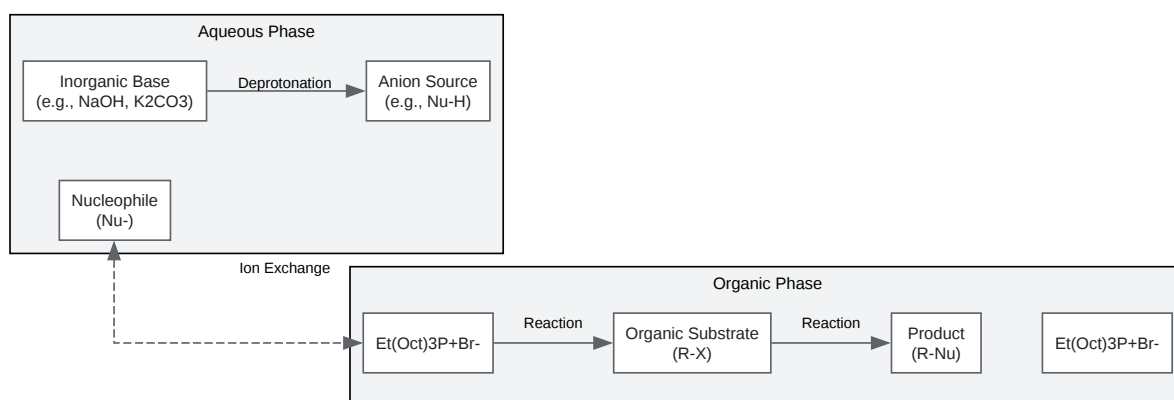 Aqueous Phase
Inorganic Base
(e.g., NaOH, K2CO3)
Deprotonation
Anion Source
(e.g., Nu-H)
Nucleophile
(Nu-)
Ion Exchange
Organic Phase
Et(Oct)3P+Br-
Reaction
Organic Substrate
(R-X)
Reaction
Product
(R-Nu)
Et(Oct)3P+Br-